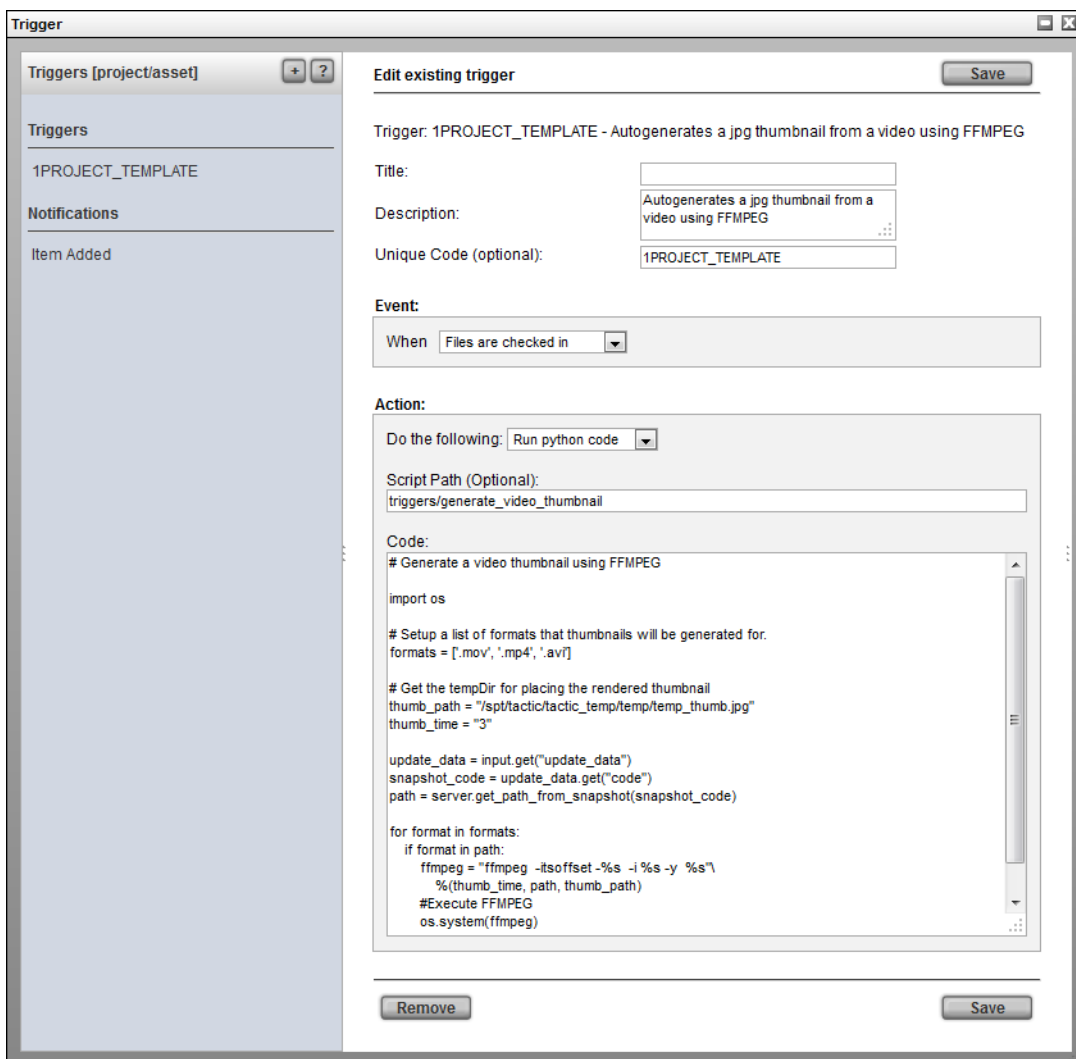 Trigger
Triggers [project/asset]
+ ?
Triggers
1PROJECT_TEMPLATE
Notifications
Item Added
Edit existing trigger
Save
Trigger: 1PROJECT_TEMPLATE - Autogenerates a jpg thumbnail from a video using FFMPEG
Title:
Description:
Autogenerates a jpg thumbnail from a
video using FFMPEG
Unique Code (optional):
1PROJECT_TEMPLATE
Event:
When Files are checked in
Action:
Do the following: Run python code
Script Path (Optional):
triggers/generate_video_thumbnail
Code:
# Generate a video thumbnail using FFMPEG
import os
# Setup a list of formats that thumbnails will be generated for.
formats = ['.mov', '.mp4', '.avi']
# Get the tempDir for placing the rendered thumbnail
thumb_path = "/spt/tactic/tactic_temp/temp/temp_thumb.jpg"
thumb_time = "3"
update_data = input.get("update_data")
snapshot_code = update_data.get("code")
path = server.get_path_from_snapshot(snapshot_code)
for format in formats:
if format in path:
ffmpeg = "ffmpeg -itsoffset -%s -i %s -y %s"\
%(thumb_time, path, thumb_path)
#Execute FFMPEG
os.system(ffmpeg)
Remove
Save